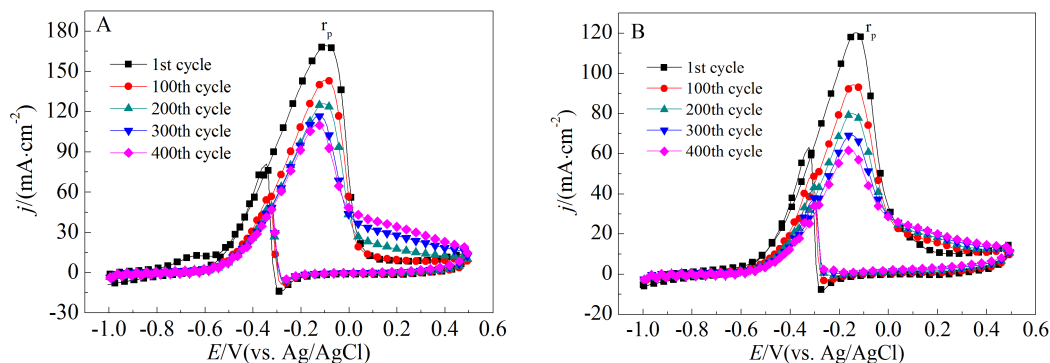 A
r_p
1st cycle
100th cycle
200th cycle
300th cycle
400th cycle
180
150
120
90
60
30
0
-30
-1.0
-0.8
-0.6
-0.4
-0.2
0.0
0.2
0.4
0.6
j/(mA·cm⁻²)
E/V(vs. Ag/AgCl)
B
r_p
1st cycle
100th cycle
200th cycle
300th cycle
400th cycle
120
100
80
60
40
20
0
-20
-1.0
-0.8
-0.6
-0.4
-0.2
0.0
0.2
0.4
0.6
j/(mA·cm⁻²)
E/V(vs. Ag/AgCl)